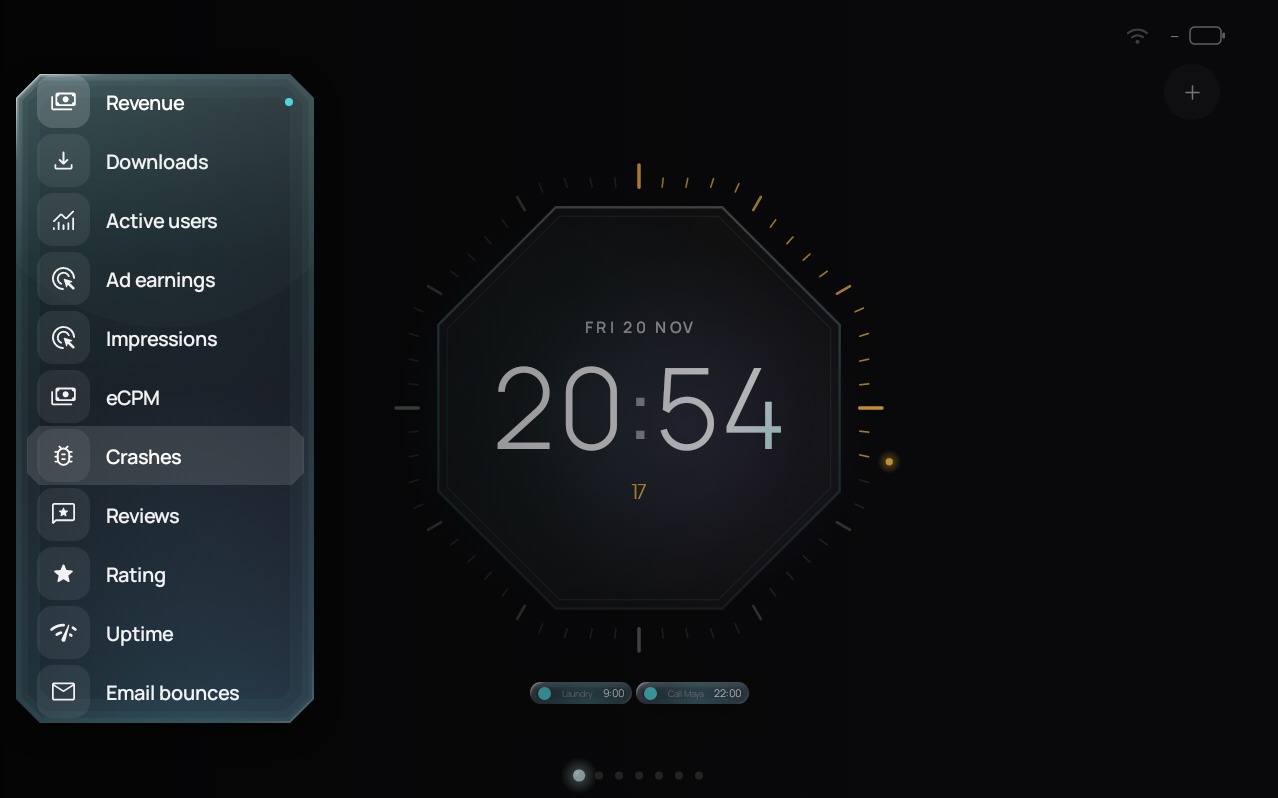 Revenue
Downloads
Active users
Ad earnings
Impressions
eCPM
Crashes
Reviews
Rating
Uptime
Email bounces
FRI 20 NOV
20:54
17
Laundry 9:00
Call Maya 22:00